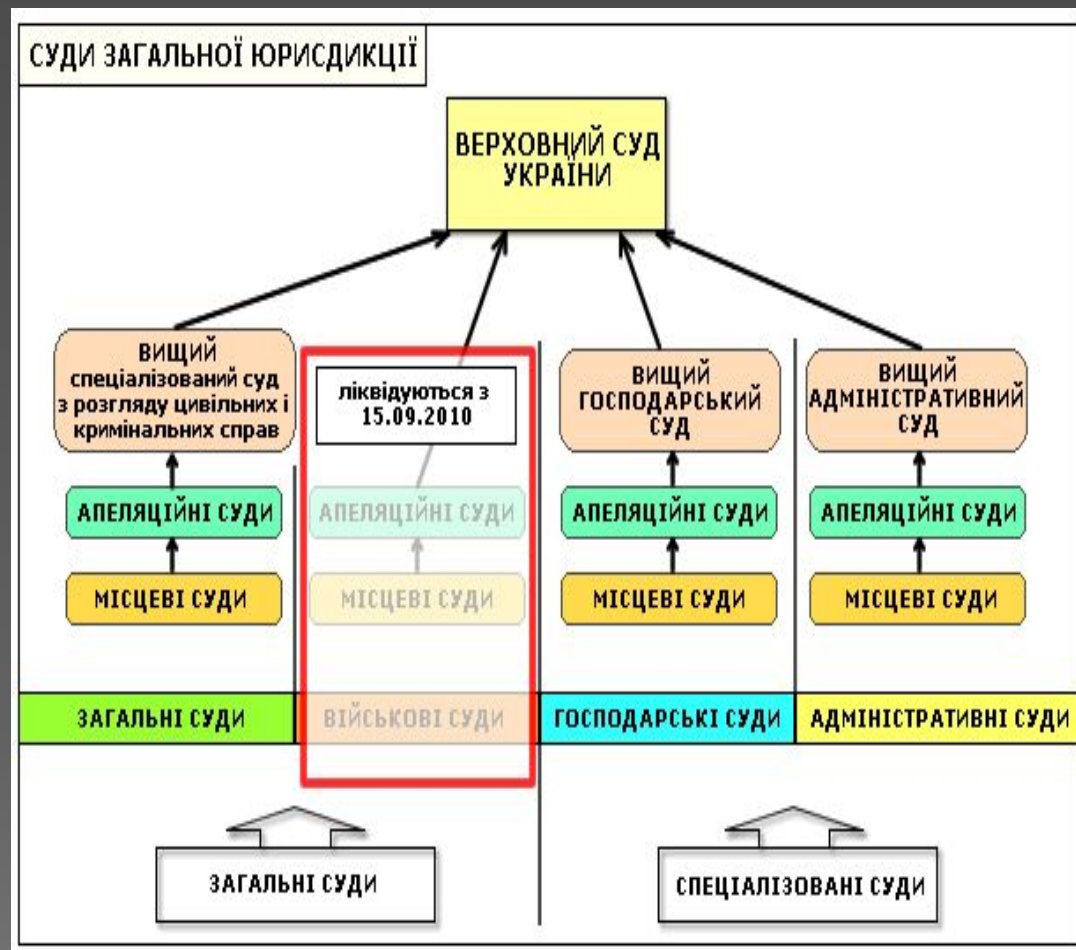 СУДИ ЗАГАЛЬНОЇ ЮРИСДИКЦІЇ
ВЕРХОВНИЙ СУД
УКРАЇНИ
ВИЩИЙ
спеціалізований суд
з розгляду цивільних і
кримінальних справ
ліквідуються з
15.09.2010
ВИЩИЙ
ГОСПОДАРСЬКИЙ
СУД
ВИЩИЙ
АДМІНІСТРАТИВНИЙ
СУД
АПЕЛЯЦІЙНІ СУДИ
АПЕЛЯЦІЙНІ СУДИ
АПЕЛЯЦІЙНІ СУДИ
АПЕЛЯЦІЙНІ СУДИ
МІСЦЕВІ СУДИ
МІСЦЕВІ СУДИ
МІСЦЕВІ СУДИ
МІСЦЕВІ СУДИ
ЗАГАЛЬНІ СУДИ
ВІЙСЬКОВІ СУДИ
ГОСПОДАРСЬКІ СУДИ
АДМІНІСТРАТИВНІ СУДИ
ЗАГАЛЬНІ СУДИ
СПЕЦІАЛІЗОВАНІ СУДИ